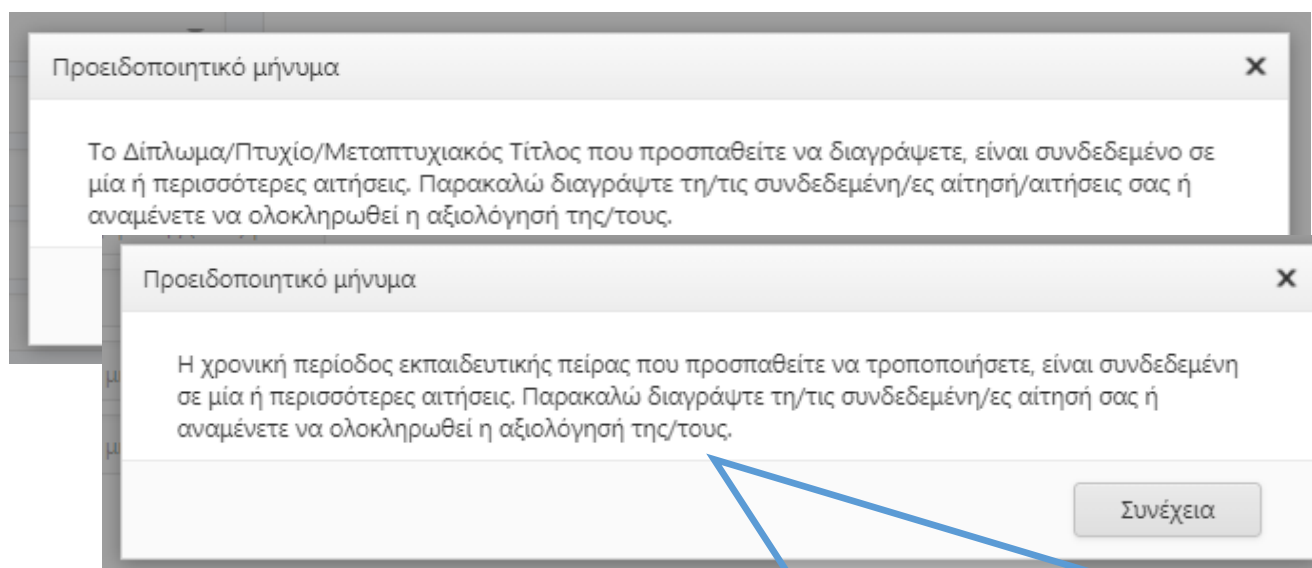 Προειδοποιητικό μήνυμα
Το Δίπλωμα/Πτυχίο/Μεταπτυχιακός Τίτλος που προσπαθείτε να διαγράψετε, είναι συνδεδεμένο σε
μία ή περισσότερες αιτήσεις. Παρακαλώ διαγράψτε τη/τις συνδεδεμένη/ες αίτησή/αιτήσεις σας ή
αναμένετε να ολοκληρωθεί η αξιολόγησή της/τους.
Προειδοποιητικό μήνυμα
Η χρονική περίοδος εκπαιδευτικής πείρας που προσπαθείτε να τροποποιήσετε, είναι συνδεδεμένη
σε μία ή περισσότερες αιτήσεις. Παρακαλώ διαγράψτε τη/τις συνδεδεμένη/ες αίτησή σας ή
αναμένετε να ολοκληρωθεί η αξιολόγησή της/τους.
Συνέχεια